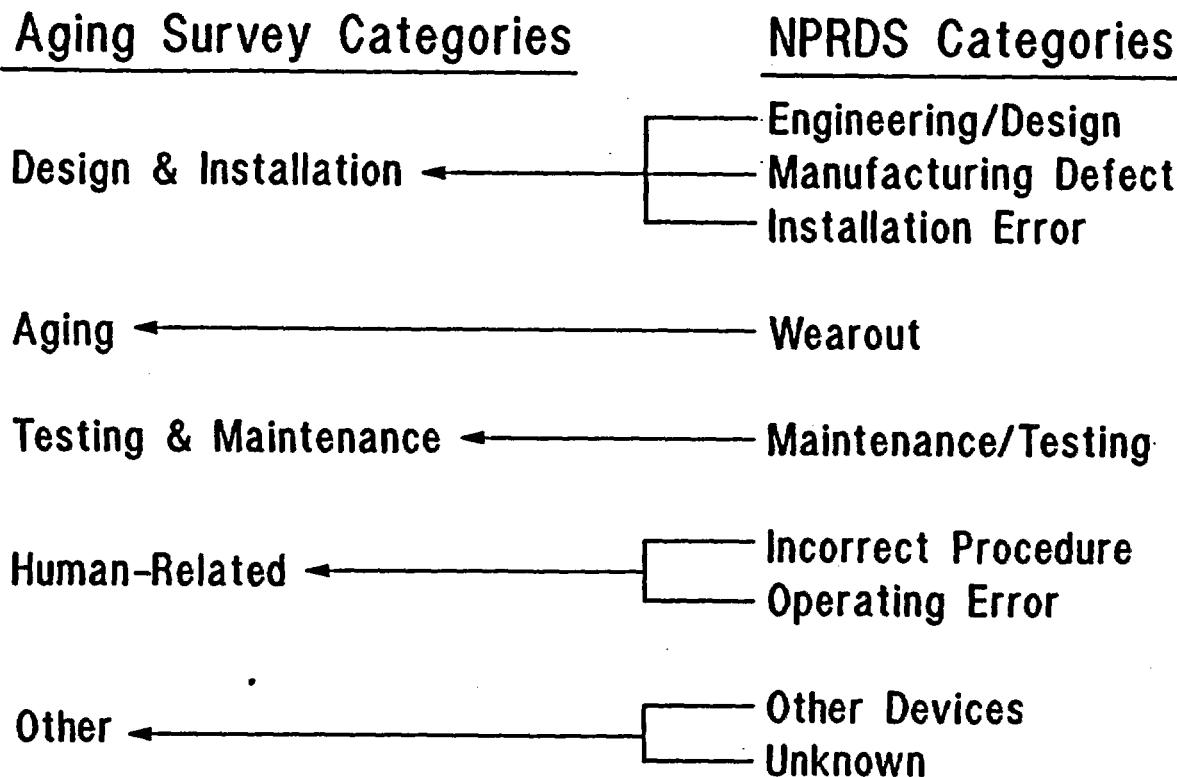 Aging Survey Categories NPRDS Categories
Engineering/Design
Design & Installation Manufacturing Defect
Installation Error
Aging Wearout
Testing & Maintenance Maintenance/Testing
Incorrect Procedure
Human-Related
Operating Error
Other Devices
Other
Unknown